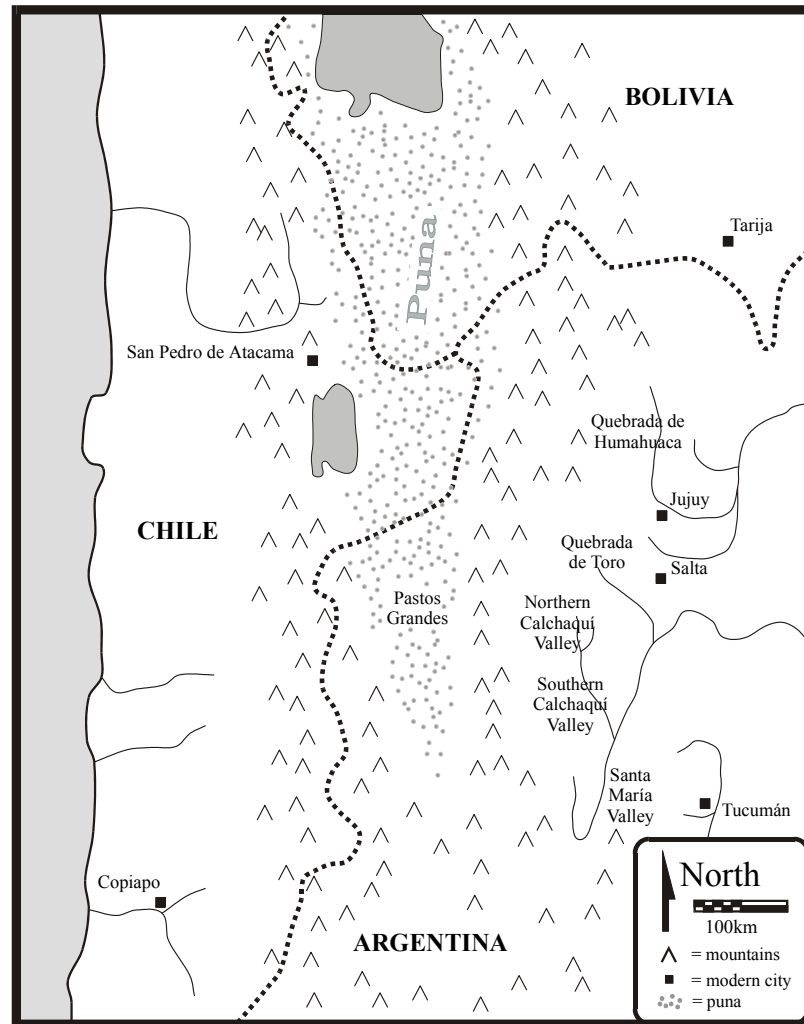 BOLIVIA
Tarija
Puna
San Pedro de Atacama
Quebrada de
Humahuaca
Jujuy
CHILE
Quebrada
de Toro
Salta
Pastos
Grandes
Northern
Calchaquí
Valley
Southern
Calchaquí
Valley
Santa
María
Valley
Tucumán
Copiapo
ARGENTINA
North
100km
= mountains
= modern city
= puna